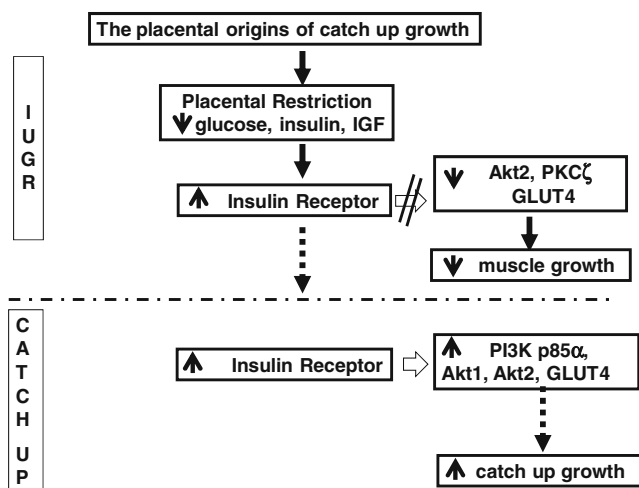 The placental origins of catch up growth
IUGR
Placental Restriction
glucose, insulin, IGF
Insulin Receptor
Akt2, PKCζ
GLUT4
muscle growth
CATCH UP
Insulin Receptor
PI3K p85α,
Akt1, Akt2, GLUT4
catch up growth